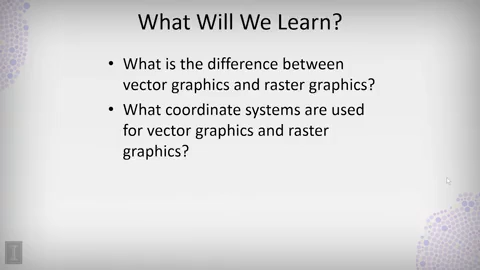 What Will We Learn?
• What is the difference between
vector graphics and raster graphics?
• What coordinate systems are used
for vector graphics and raster
graphics?
I